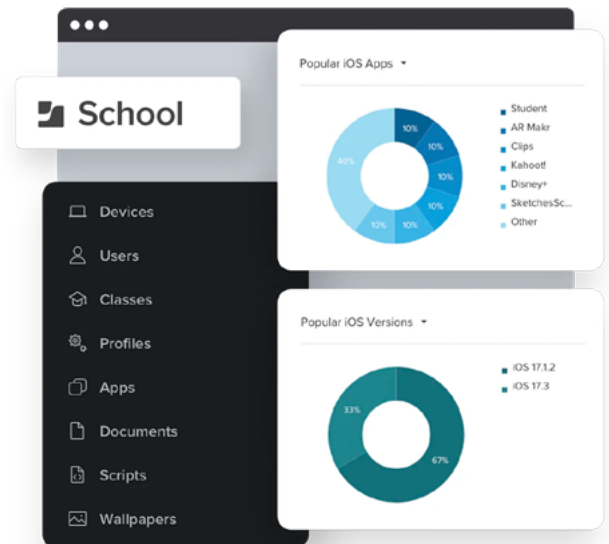 School
Devices
Users
Classes
Profiles
Apps
Documents
Scripts
Wallpapers
Popular iOS Apps
10%
10%
10%
10%
10%
10%
40%
Student
AR Makr
Clips
Kahoot!
Disney+
SketchesSc...
Other
Popular iOS Versions
33%
67%
iOS 17.1.2
iOS 17.3